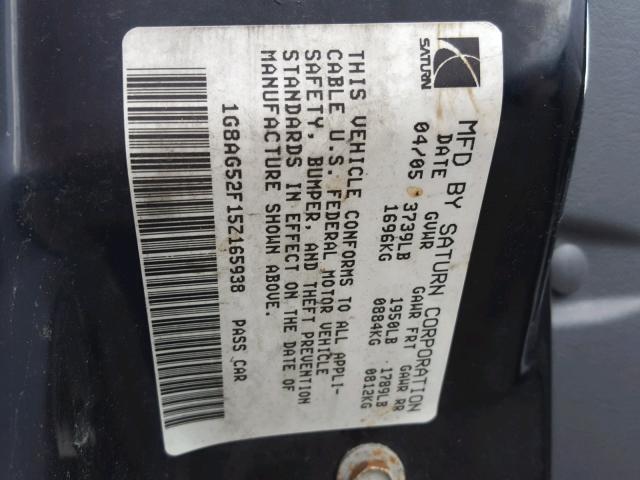 SATURN
MFD BY SATURN CORPORATION
DATE GVWR GAWR FRT GAWR RR
04/05 3739LB 1950LB 1789LB
1696KG 0884KG 0812KG
THIS VEHICLE CONFORMS TO ALL APPLI-
CABLE U.S. FEDERAL MOTOR VEHICLE
SAFETY, BUMPER, AND THEFT PREVENTION
STANDARDS IN EFFECT ON THE DATE OF
MANUFACTURE SHOWN ABOVE.
1G8AG52F15Z165938 PASS CAR